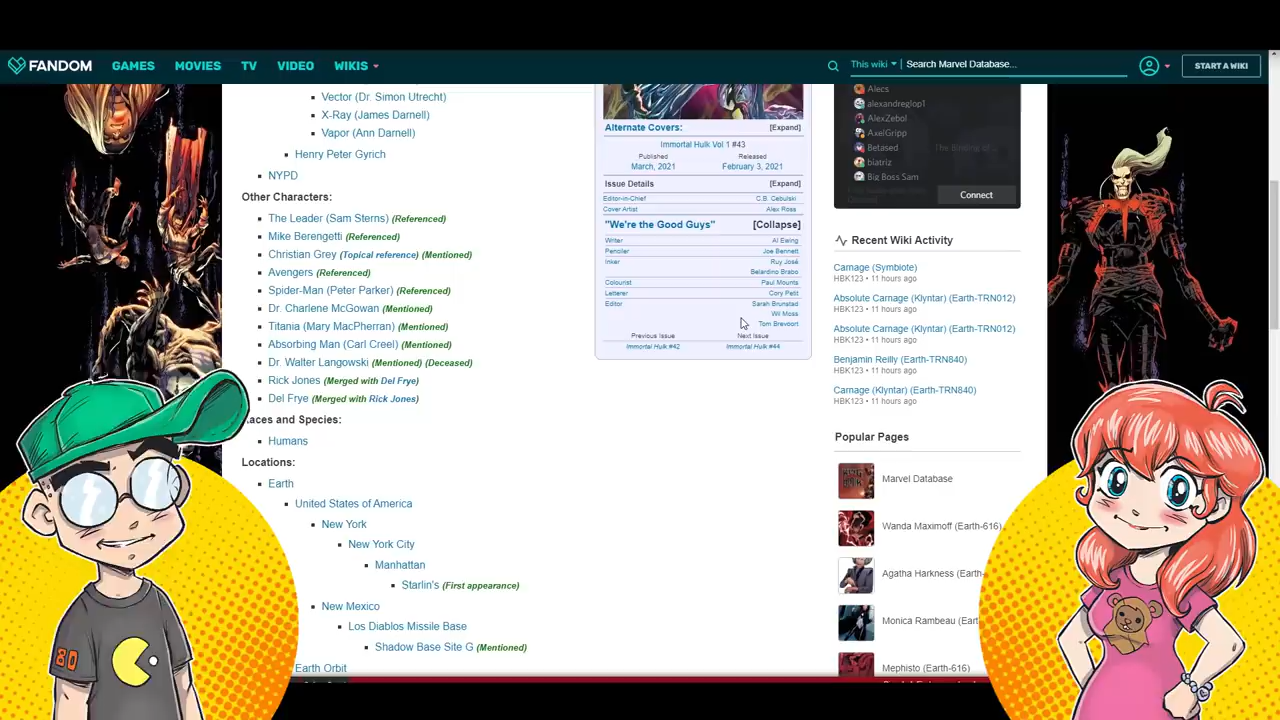 FANDOM GAMES MOVIES TV VIDEO WIKIS This wiki Search Marvel Database... START A WIKI
Vector (Dr. Simon Utrecht)
X-Ray (James Darnell)
Vapor (Ann Darnell)
Henry Peter Gyrich
NYPD
Other Characters:
The Leader (Sam Sterns) (Referenced)
Mike Berengetti (Referenced)
Christian Grey (Topical reference) (Mentioned)
Avengers (Referenced)
Spider-Man (Peter Parker) (Referenced)
Dr. Charlene McGowan (Mentioned)
Titania (Mary MacPherran) (Mentioned)
Absorbing Man (Carl Creel) (Mentioned)
Dr. Walter Langowski (Mentioned) (Deceased)
Rick Jones (Merged with Del Frye)
Del Frye (Merged with Rick Jones)
aces and Species:
Humans
Locations:
Earth
United States of America
New York
New York City
Manhattan
Starlin's (First appearance)
New Mexico
Los Diablos Missile Base
Shadow Base Site G (Mentioned)
Earth Orbit
Alternate Covers: [Expand]
Immortal Hulk Vol 1 #43
Published Released
March, 2021 February 3, 2021
Issue Details [Expand]
Editor-in-Chief C.B. Cebulski
Cover Artist Alex Ross
"We're the Good Guys" [Collapse]
Writer Al Ewing
Penciler Joe Bennett
Inker Ruy José
Belardino Brabo
Colourist Paul Mounts
Letterer Cory Petit
Editor Sarah Brunstad
Wil Moss
Tom Brevoort
Previous Issue Next Issue
Immortal Hulk #42 Immortal Hulk #44
Alecs
alexandreglop1
AlexZebol
AxelGripp
Betased The Binding of ...
biatriz
Big Boss Sam
Connect
Recent Wiki Activity
Carnage (Symbiote)
HBK123 • 11 hours ago
Absolute Carnage (Klyntar) (Earth-TRN012)
HBK123 • 11 hours ago
Absolute Carnage (Klyntar) (Earth-TRN012)
HBK123 • 11 hours ago
Benjamin Reilly (Earth-TRN840)
HBK123 • 11 hours ago
Carnage (Klyntar) (Earth-TRN840)
HBK123 • 11 hours ago
Popular Pages
Marvel Database
Wanda Maximoff (Earth-616)
Agatha Harkness (Earth-
Monica Rambeau (Eart
Mephisto (Earth-616)
80